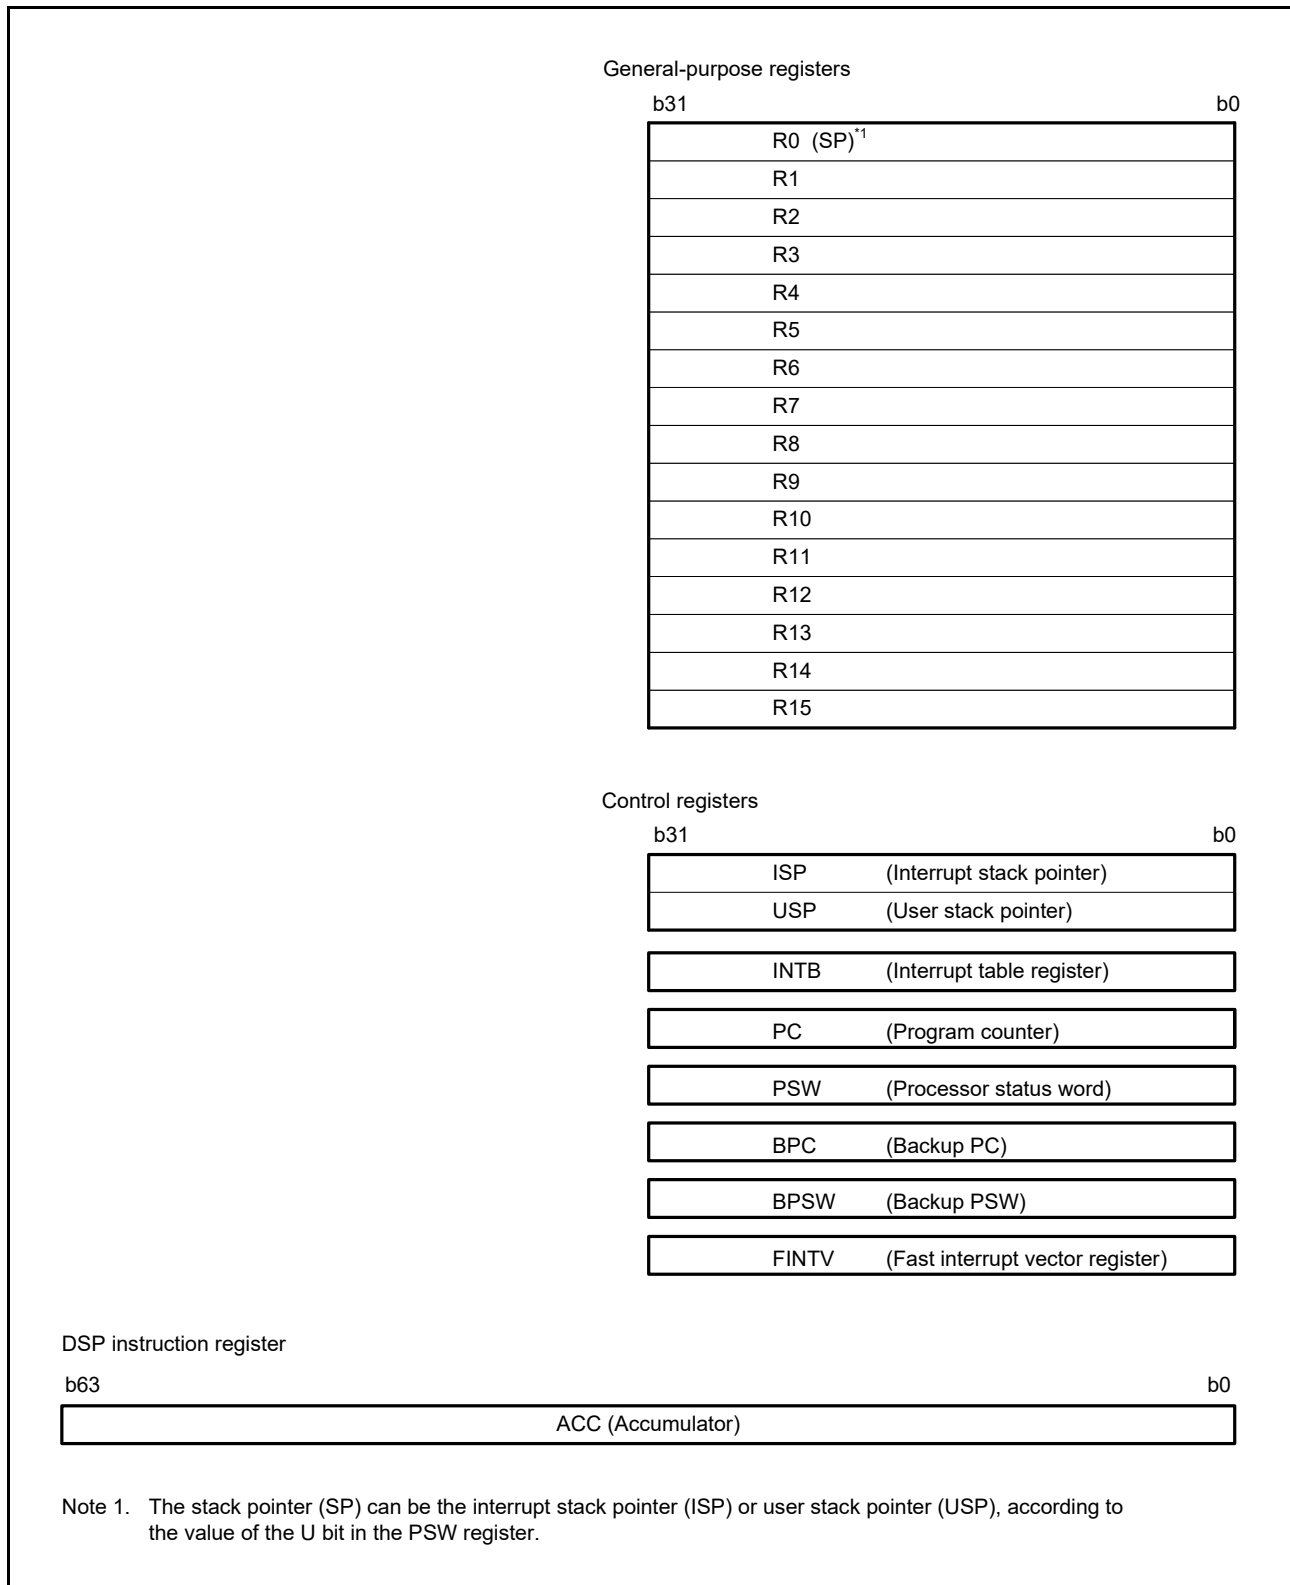 General-purpose registers
b31 b0
R0 (SP)*1
R1
R2
R3
R4
R5
R6
R7
R8
R9
R10
R11
R12
R13
R14
R15
Control registers
b31 b0
ISP (Interrupt stack pointer)
USP (User stack pointer)
INTB (Interrupt table register)
PC (Program counter)
PSW (Processor status word)
BPC (Backup PC)
BPSW (Backup PSW)
FINTV (Fast interrupt vector register)
DSP instruction register
b63 b0
ACC (Accumulator)
Note 1. The stack pointer (SP) can be the interrupt stack pointer (ISP) or user stack pointer (USP), according to
the value of the U bit in the PSW register.